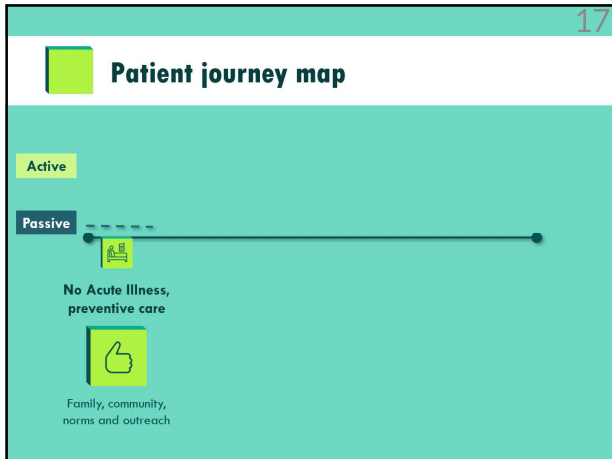 17
Patient journey map
Active
Passive
No Acute Illness,
preventive care
Family, community,
norms and outreach